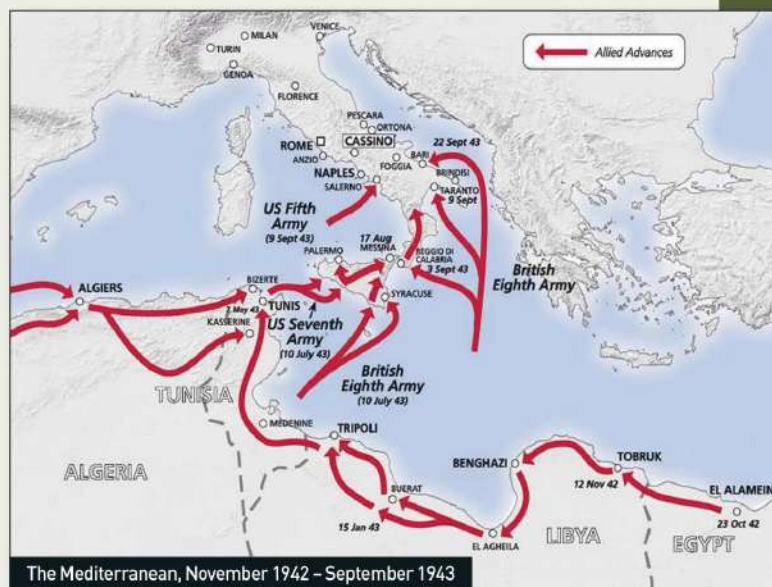 VENICE
MILAN
TURIN
GENOA
Allied Advances
FLORENCE
PESCARA
ORTONA
ROME
CASSINO
22 Sept 43
ANZIO
FOGGIA
BARI
NAPLES
BRINDISI
SALERNO
TARANTO
9 Sept
US Fifth
Army
(9 Sept 43)
17 Aug
MESSINA
PALERMO
REGGIO DI
CALABRIA
3 Sept 43
British
Eighth Army
ALGIERS
BIZERTE
TUNIS
7 May 43
SYRACUSE
KASSERINE
US Seventh
Army
(10 July 43)
British
Eighth Army
(10 July 43)
TUNISIA
MEDENINE
TRIPOLI
ALGERIA
BENGHAZI
TOBRUK
BUERAT
12 Nov 42
EL ALAMEIN
15 Jan 43
23 Oct 42
EL AGHEILA
LIBYA
EGYPT
The Mediterranean, November 1942 – September 1943